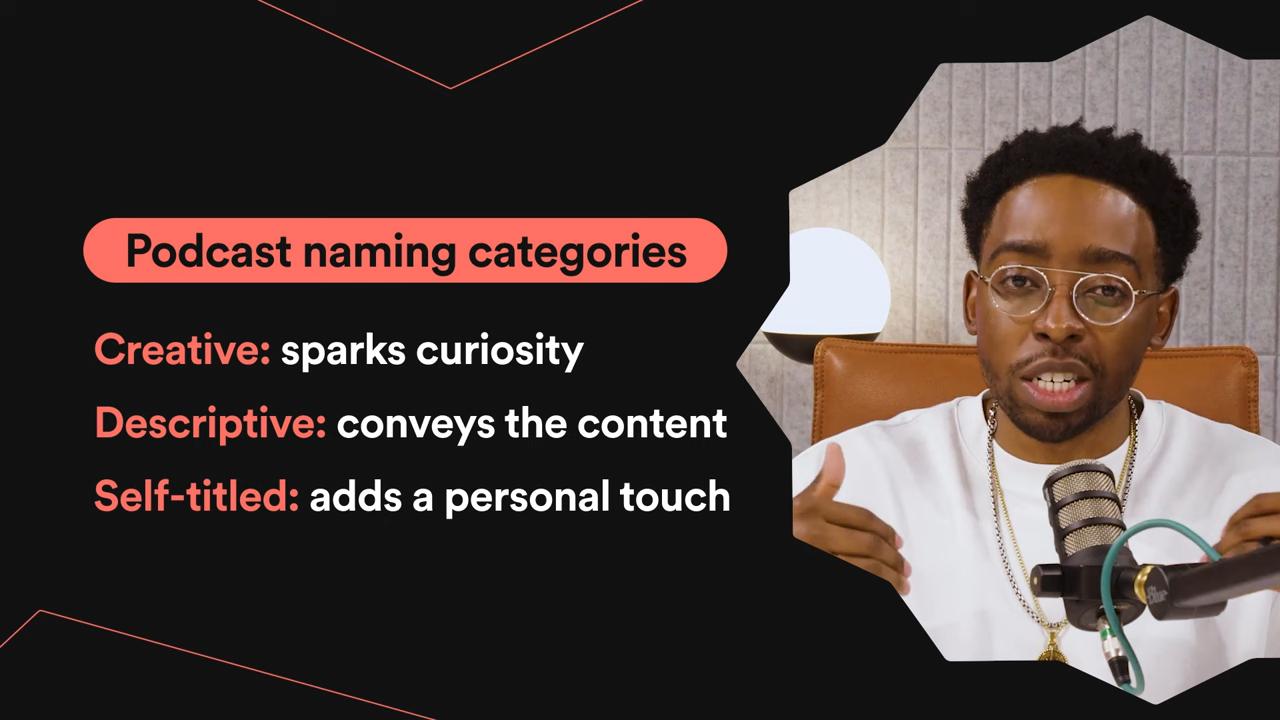 Podcast naming categories
Creative: sparks curiosity
Descriptive: conveys the content
Self-titled: adds a personal touch